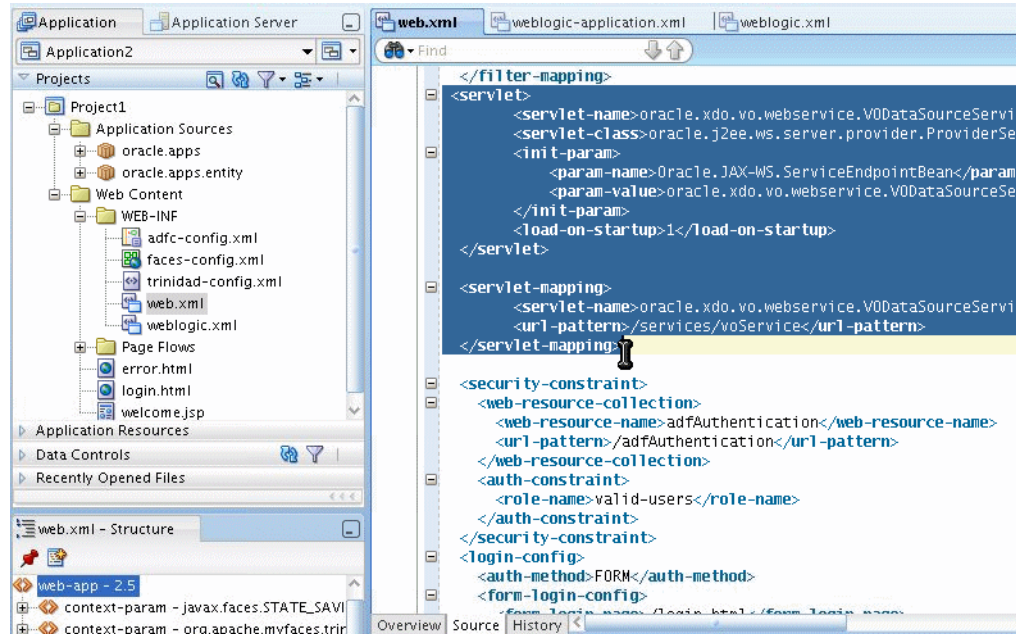 Application
Application Server
Application2
Projects
Project1
Application Sources
oracle.apps
oracle.apps.entity
Web Content
WEB-INF
adfc-config.xml
faces-config.xml
trinidad-config.xml
web.xml
weblogic.xml
Page Flows
error.html
login.html
welcome.jsp
Application Resources
Data Controls
Recently Opened Files
web.xml - Structure
web-app - 2.5
context-param - javax.faces.STATE_SAVI
context-param - org.apache.myfaces.trin
web.xml weblogic-application.xml weblogic.xml
Find
</filter-mapping>
<servlet>
<servlet-name>oracle.xdo.vo.webservice.VODataSourceServi
<servlet-class>oracle.j2ee.ws.server.provider.ProviderSe
<init-param>
<param-name>Oracle.JAX-WS.ServiceEndpointBean</param
<param-value>oracle.xdo.vo.webservice.VODataSourceSe
</init-param>
<load-on-startup>1</load-on-startup>
</servlet>
<servlet-mapping>
<servlet-name>oracle.xdo.vo.webservice.VODataSourceServi
<url-pattern>/services/voService</url-pattern>
</servlet-mapping>
<security-constraint>
<web-resource-collection>
<web-resource-name>adfAuthentication</web-resource-name>
<url-pattern>/adfAuthentication</url-pattern>
</web-resource-collection>
<auth-constraint>
<role-name>valid-users</role-name>
</auth-constraint>
</security-constraint>
<login-config>
<auth-method>FORM</auth-method>
<form-login-config>
<form-login-page>/login.html</form-login-page>
Overview Source History